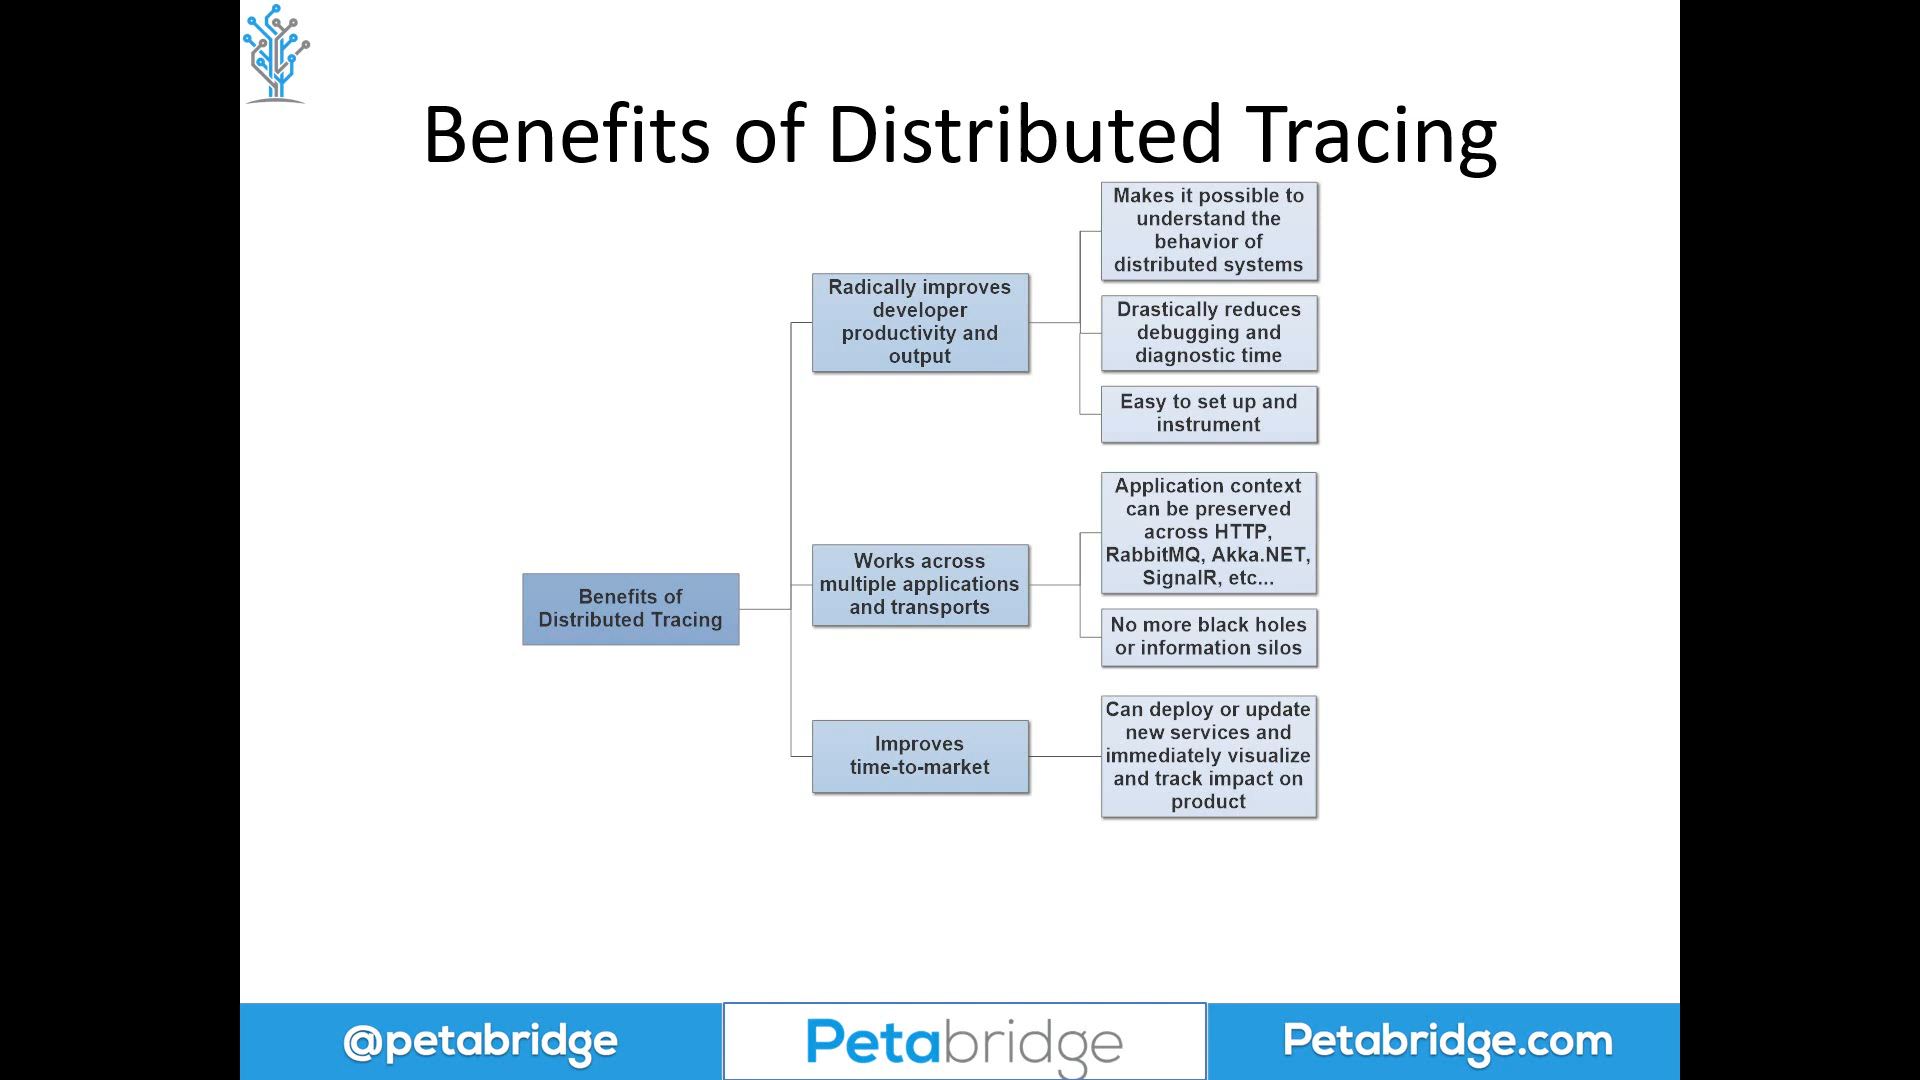 Benefits of Distributed Tracing
Makes it possible to
understand the
behavior of
distributed systems
Radically improves
developer
productivity and
output
Drastically reduces
debugging and
diagnostic time
Easy to set up and
instrument
Application context
can be preserved
across HTTP,
RabbitMQ, Akka.NET,
SignalR, etc...
Works across
multiple applications
and transports
Benefits of
Distributed Tracing
No more black holes
or information silos
Can deploy or update
new services and
immediately visualize
and track impact on
product
Improves
time-to-market
@petabridge
Petabridge
Petabridge.com